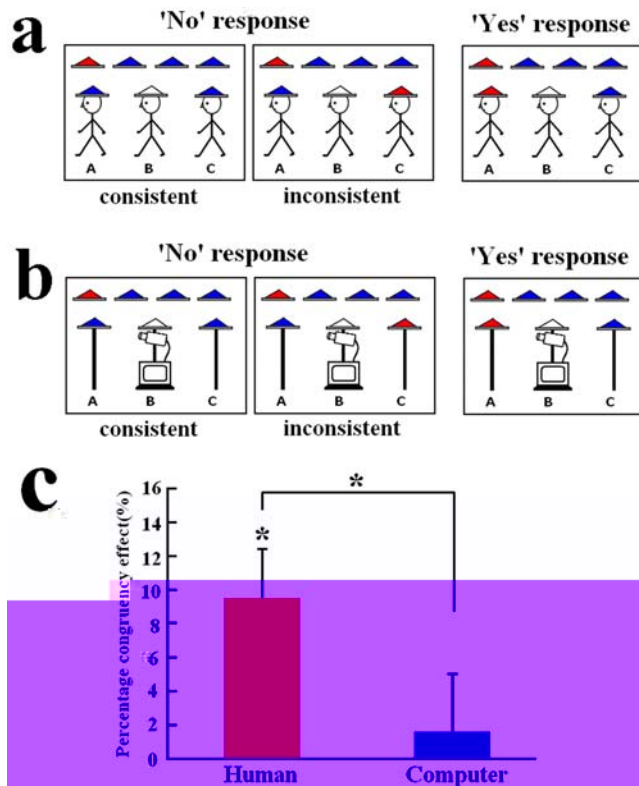 a
'No' response
'Yes' response
A B C
A B C
A B C
consistent
inconsistent
b
'No' response
'Yes' response
A B C
A B C
A B C
consistent
inconsistent
c
Percentage congruency effect(%)
16
14
12
10
8
6
4
2
0
*
*
Human
Computer